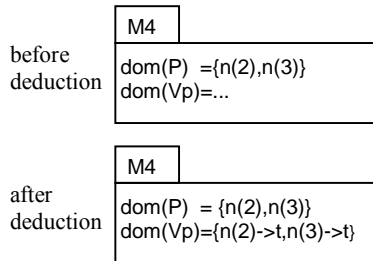 M4
before
deduction
dom(P) ={n(2),n(3)}
dom(Vp)=...
M4
after
deduction
dom(P) = {n(2),n(3)}
dom(Vp)={n(2)->t,n(3)->t}